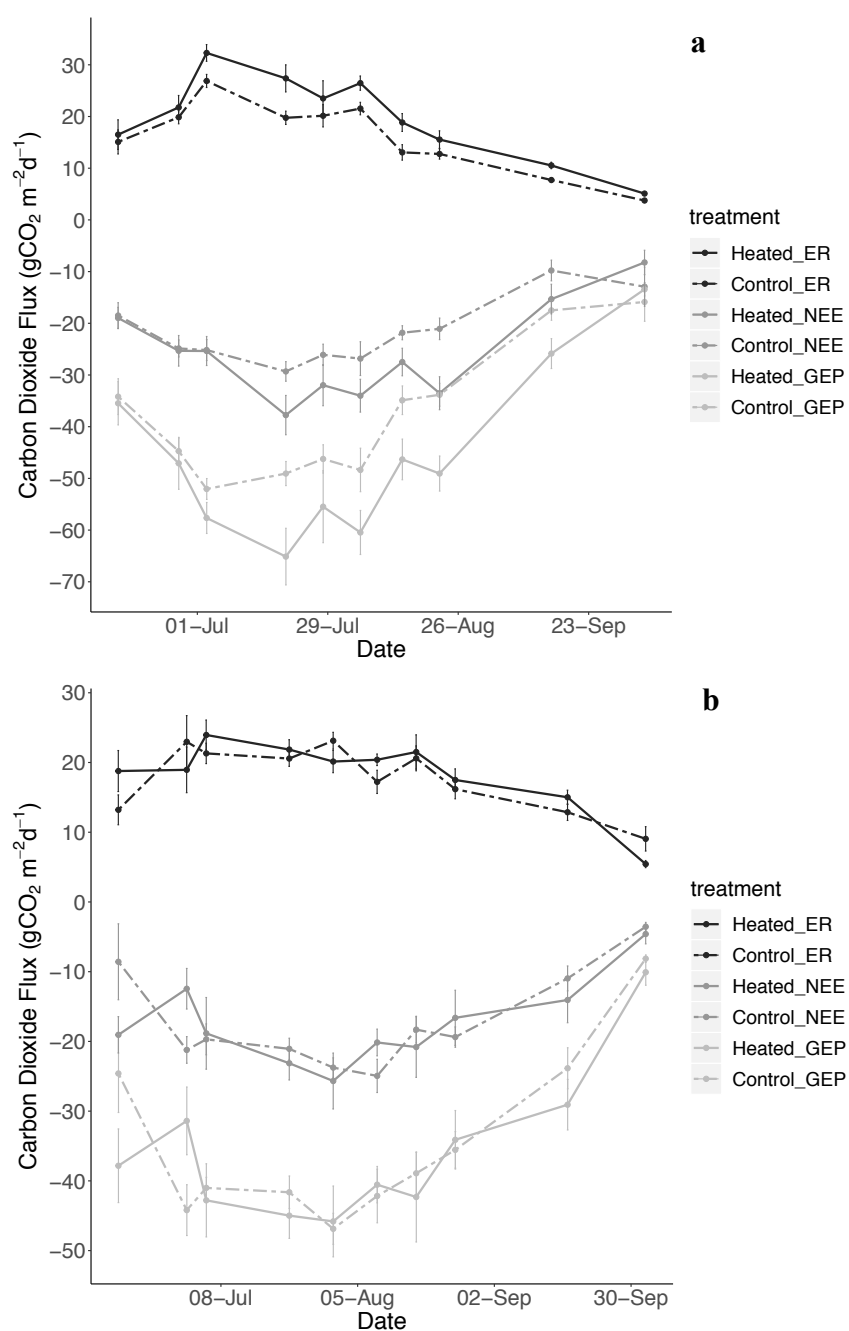 a
30
20
10
0
−10
−20
−30
−40
−50
−60
−70
Carbon Dioxide Flux (gCO₂ m⁻²d⁻¹)
01−Jul 29−Jul 26−Aug 23−Sep
Date
treatment
Heated_ER
Control_ER
Heated_NEE
Control_NEE
Heated_GEP
Control_GEP
b
30
20
10
0
−10
−20
−30
−40
−50
Carbon Dioxide Flux (gCO₂ m⁻²d⁻¹)
08−Jul 05−Aug 02−Sep 30−Sep
Date
treatment
Heated_ER
Control_ER
Heated_NEE
Control_NEE
Heated_GEP
Control_GEP